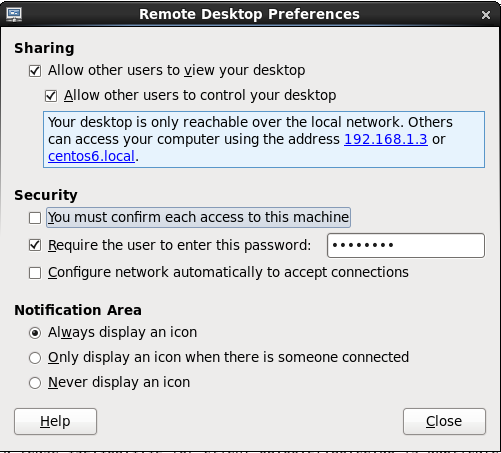 Remote Desktop Preferences
Sharing
Allow other users to view your desktop
Allow other users to control your desktop
Your desktop is only reachable over the local network. Others
can access your computer using the address 192.168.1.3 or
centos6.local.
Security
You must confirm each access to this machine
Require the user to enter this password: ••••••••
Configure network automatically to accept connections
Notification Area
Always display an icon
Only display an icon when there is someone connected
Never display an icon
Help Close